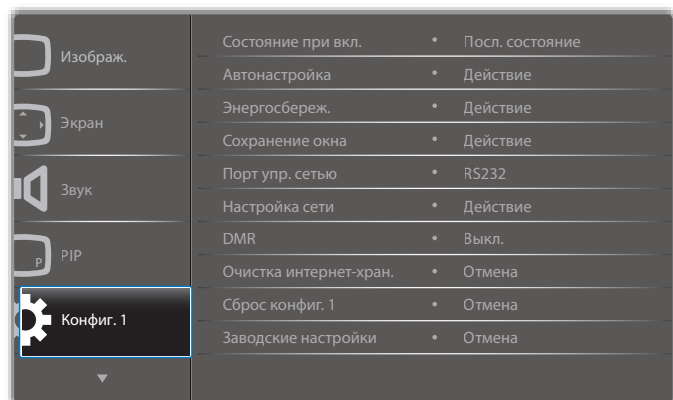 Изображ.
Экран
Звук
PIP
P
Конфиг. 1
Состояние при вкл. • Посл. состояние
Автонастройка • Действие
Энергосбереж. • Действие
Сохранение окна • Действие
Порт упр. сетью • RS232
Настройка сети • Действие
DMR • Выкл.
Очистка интернет-хран. • Отмена
Сброс конфиг. 1 • Отмена
Заводские настройки • Отмена